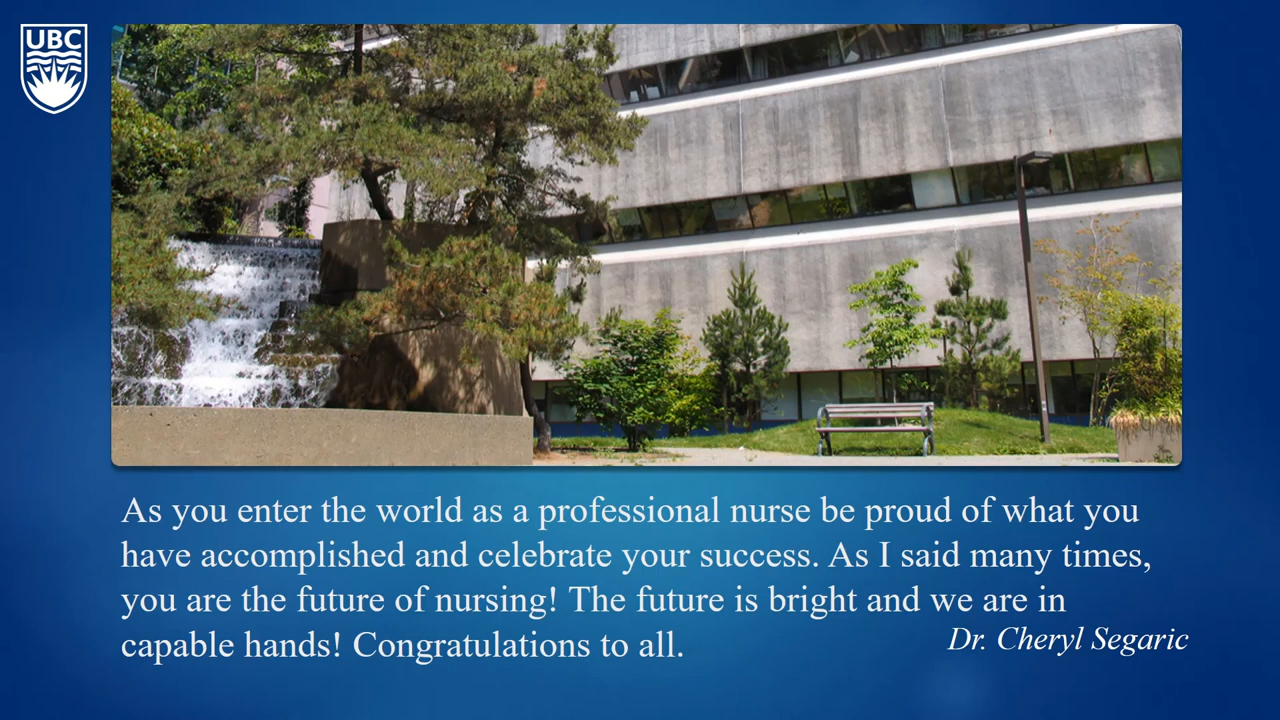 UBC
As you enter the world as a professional nurse be proud of what you
have accomplished and celebrate your success. As I said many times,
you are the future of nursing! The future is bright and we are in
capable hands! Congratulations to all.
Dr. Cheryl Segaric